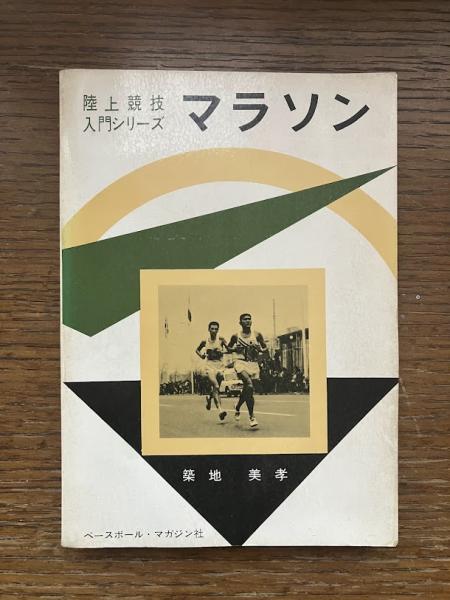 陸上競技
入門シリーズ
マラソン
築地 美孝
ベースボール・マガジン社